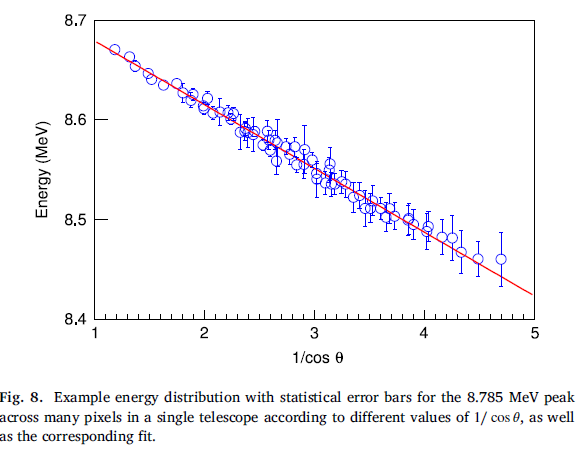 8.7
8.6
8.5
8.4
Energy (MeV)
1 2 3 4 5
1/cos θ
Fig. 8. Example energy distribution with statistical error bars for the 8.785 MeV peak
across many pixels in a single telescope according to different values of 1/ cos θ, as well
as the corresponding fit.